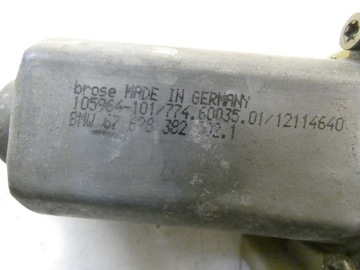 brose MADE IN GERMANY
105964-101/774.60035.01/12114640
BMW 67 628 382